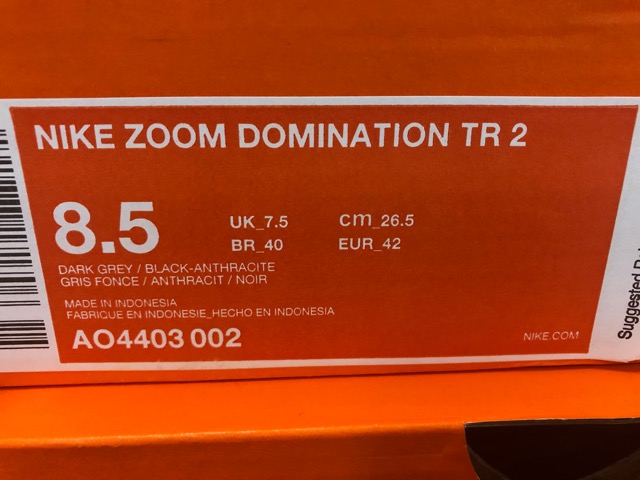 NIKE ZOOM DOMINATION TR 2
8.5
UK_7.5
cm_26.5
BR_40
EUR_42
DARK GREY / BLACK-ANTHRACITE
GRIS FONCE / ANTHRACIT / NOIR
MADE IN INDONESIA
FABRIQUE EN INDONESIE_HECHO EN INDONESIA
AO4403 002
NIKE.COM
Suggested